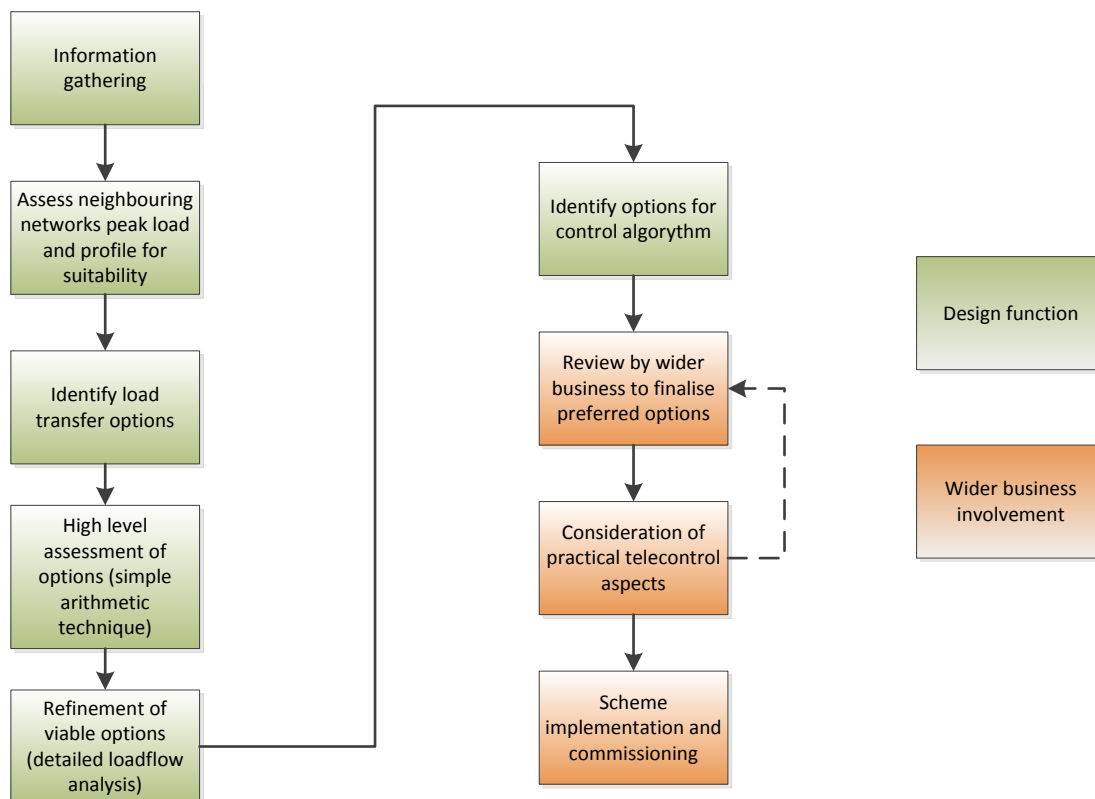 Information
gathering
Assess neighbouring
networks peak load
and profile for
suitability
Identify load
transfer options
High level
assessment of
options (simple
arithmetic
technique)
Refinement of
viable options
(detailed loadflow
analysis)
Identify options for
control algorythm
Review by wider
business to finalise
preferred options
Consideration of
practical telecontrol
aspects
Scheme
implementation and
commissioning
Design function
Wider business
involvement